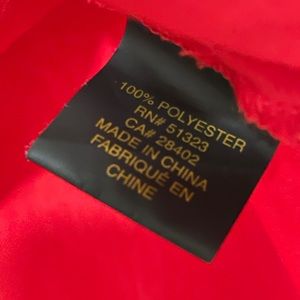 100% POLYESTER
RN# 51323
CA# 28402
MADE IN CHINA
FABRIQUÉ EN
CHINE